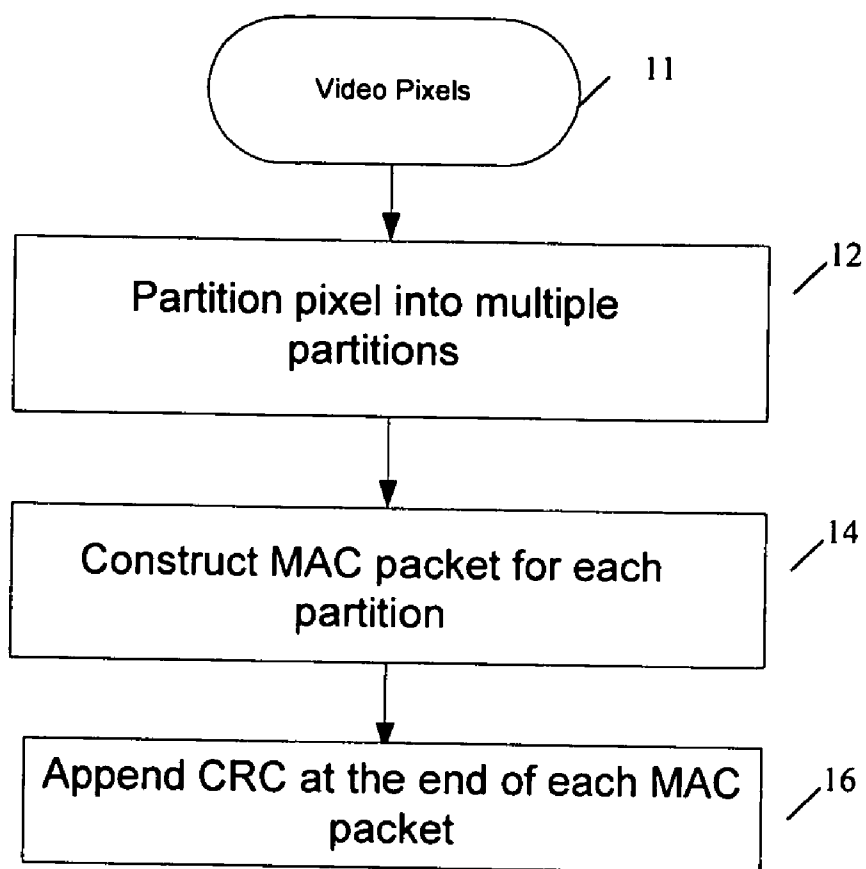 Video Pixels
11
Partition pixel into multiple
partitions
12
Construct MAC packet for each
partition
14
Append CRC at the end of each MAC
packet
16